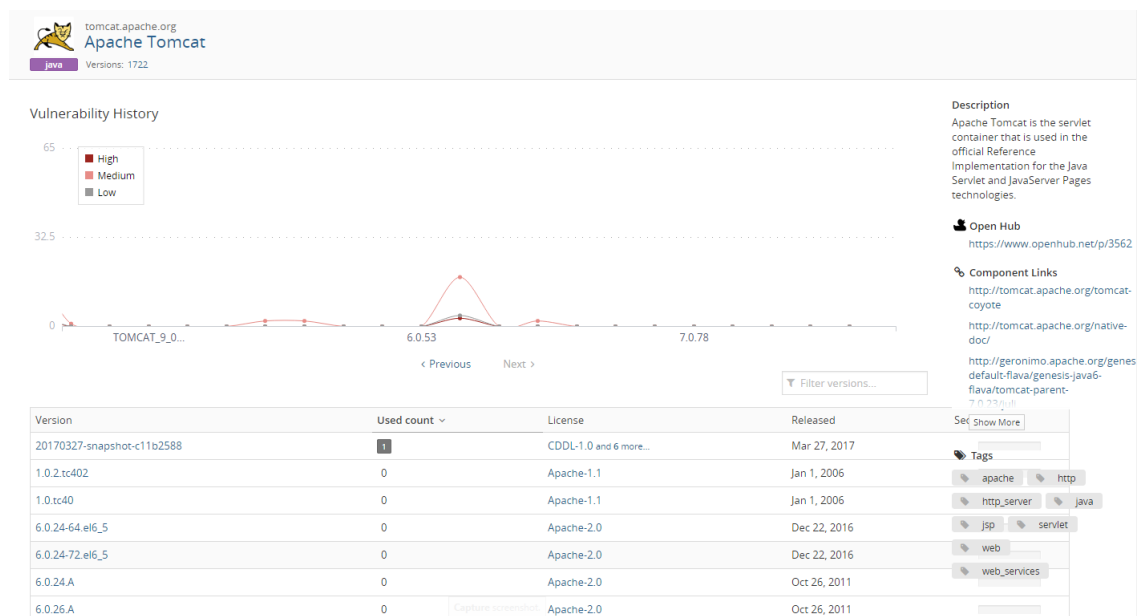 tomcat.apache.org
Apache Tomcat
java Versions: 1722
Vulnerability History
65
High
Medium
Low
32.5
0
TOMCAT_9_0... 6.0.53 7.0.78
‹ Previous Next ›
Filter versions...
Description
Apache Tomcat is the servlet
container that is used in the
official Reference
Implementation for the Java
Servlet and JavaServer Pages
technologies.
Open Hub
https://www.openhub.net/p/3562
Component Links
http://tomcat.apache.org/tomcat-
coyote
http://tomcat.apache.org/native-
doc/
http://geronimo.apache.org/genes
default-flava/genesis-java6-
flava/tomcat-parent-
7.0.23/juli
Show More
Tags
apache http
http_server java
jsp servlet
web
web_services
Version Used count License Released Sec
20170327-snapshot-c11b2588 1 CDDL-1.0 and 6 more... Mar 27, 2017
1.0.2.tc402 0 Apache-1.1 Jan 1, 2006
1.0.tc40 0 Apache-1.1 Jan 1, 2006
6.0.24-64.el6_5 0 Apache-2.0 Dec 22, 2016
6.0.24-72.el6_5 0 Apache-2.0 Dec 22, 2016
6.0.24.A 0 Apache-2.0 Oct 26, 2011
6.0.26.A 0 Apache-2.0 Oct 26, 2011
Capture screenshot.